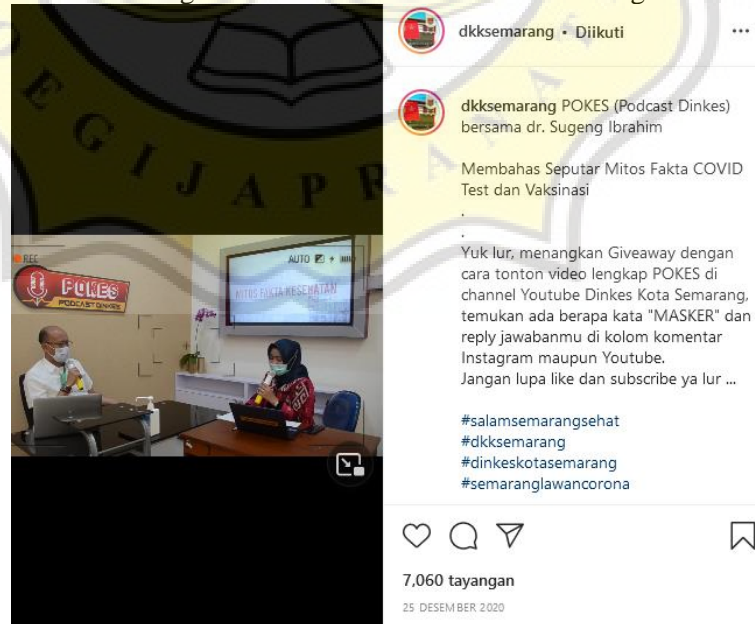 dkksemarang • Diikuti
dkksemarang POKES (Podcast Dinkes)
bersama dr. Sugeng Ibrahim
Membahas Seputar Mitos Fakta COVID
Test dan Vaksinasi
.
.
Yuk lur, menangkan Giveaway dengan
cara tonton video lengkap POKES di
channel Youtube Dinkes Kota Semarang,
temukan ada berapa kata "MASKER" dan
reply jawabanmu di kolom komentar
Instagram maupun Youtube.
Jangan lupa like dan subscribe ya lur ...
#salamsemarangsehat
#dkksemarang
#dinkeskotasemarang
#semaranglawancorona
7,060 tayangan
25 DESEMBER 2020
EGIJAPRANAT
REC
AUTO
POKES
PODCAST DINKES
MITOS FAKTA KESEHATAN